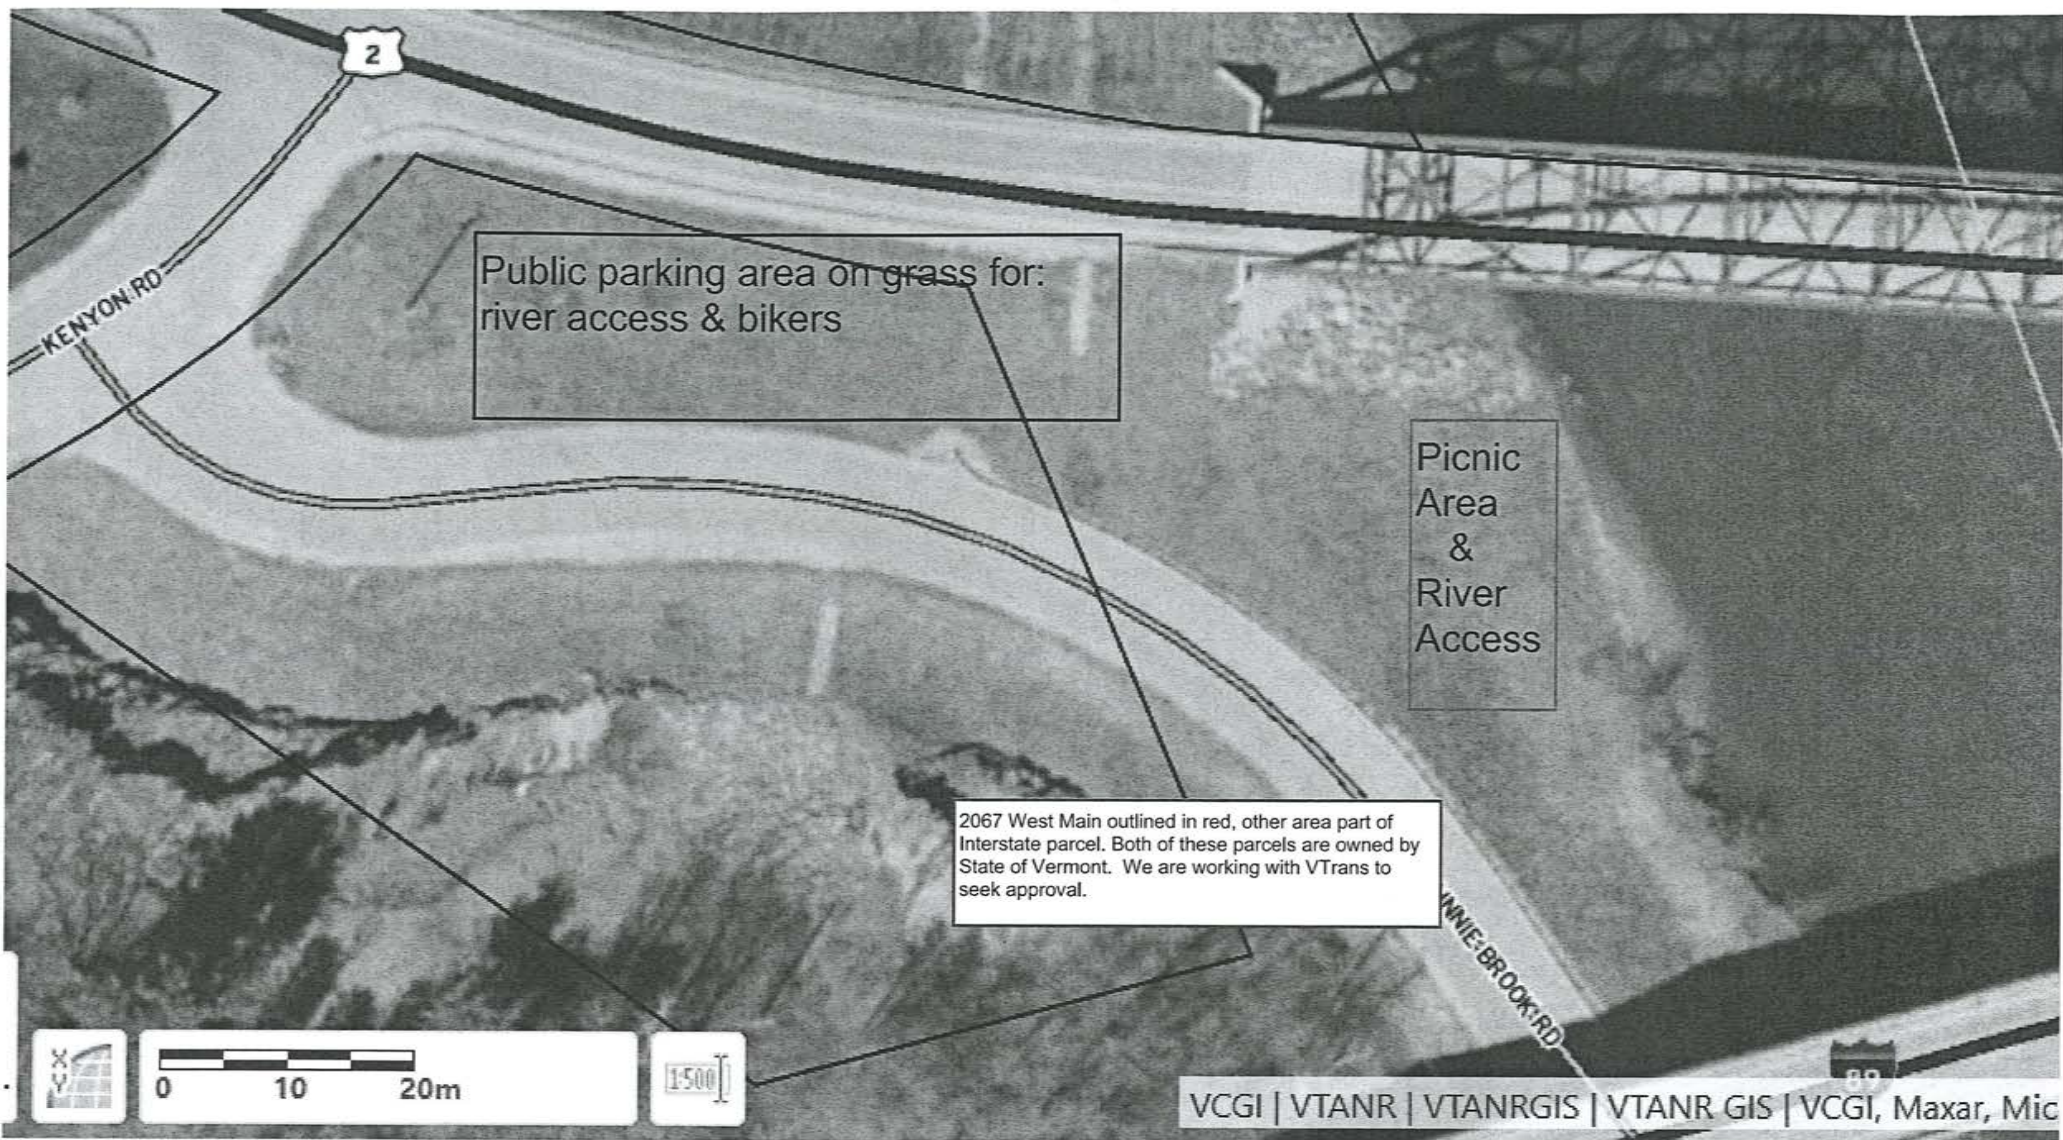 2
KENYON RD
Public parking area on grass for:
river access & bikers
Picnic
Area
&
River
Access
2067 West Main outlined in red, other area part of
Interstate parcel. Both of these parcels are owned by
State of Vermont. We are working with VTrans to
seek approval.
INNIE BROOK RD
89
X
Y
0 10 20m
1:500
VCGI | VTANR | VTANRGIS | VTANR GIS | VCGI, Maxar, Mic